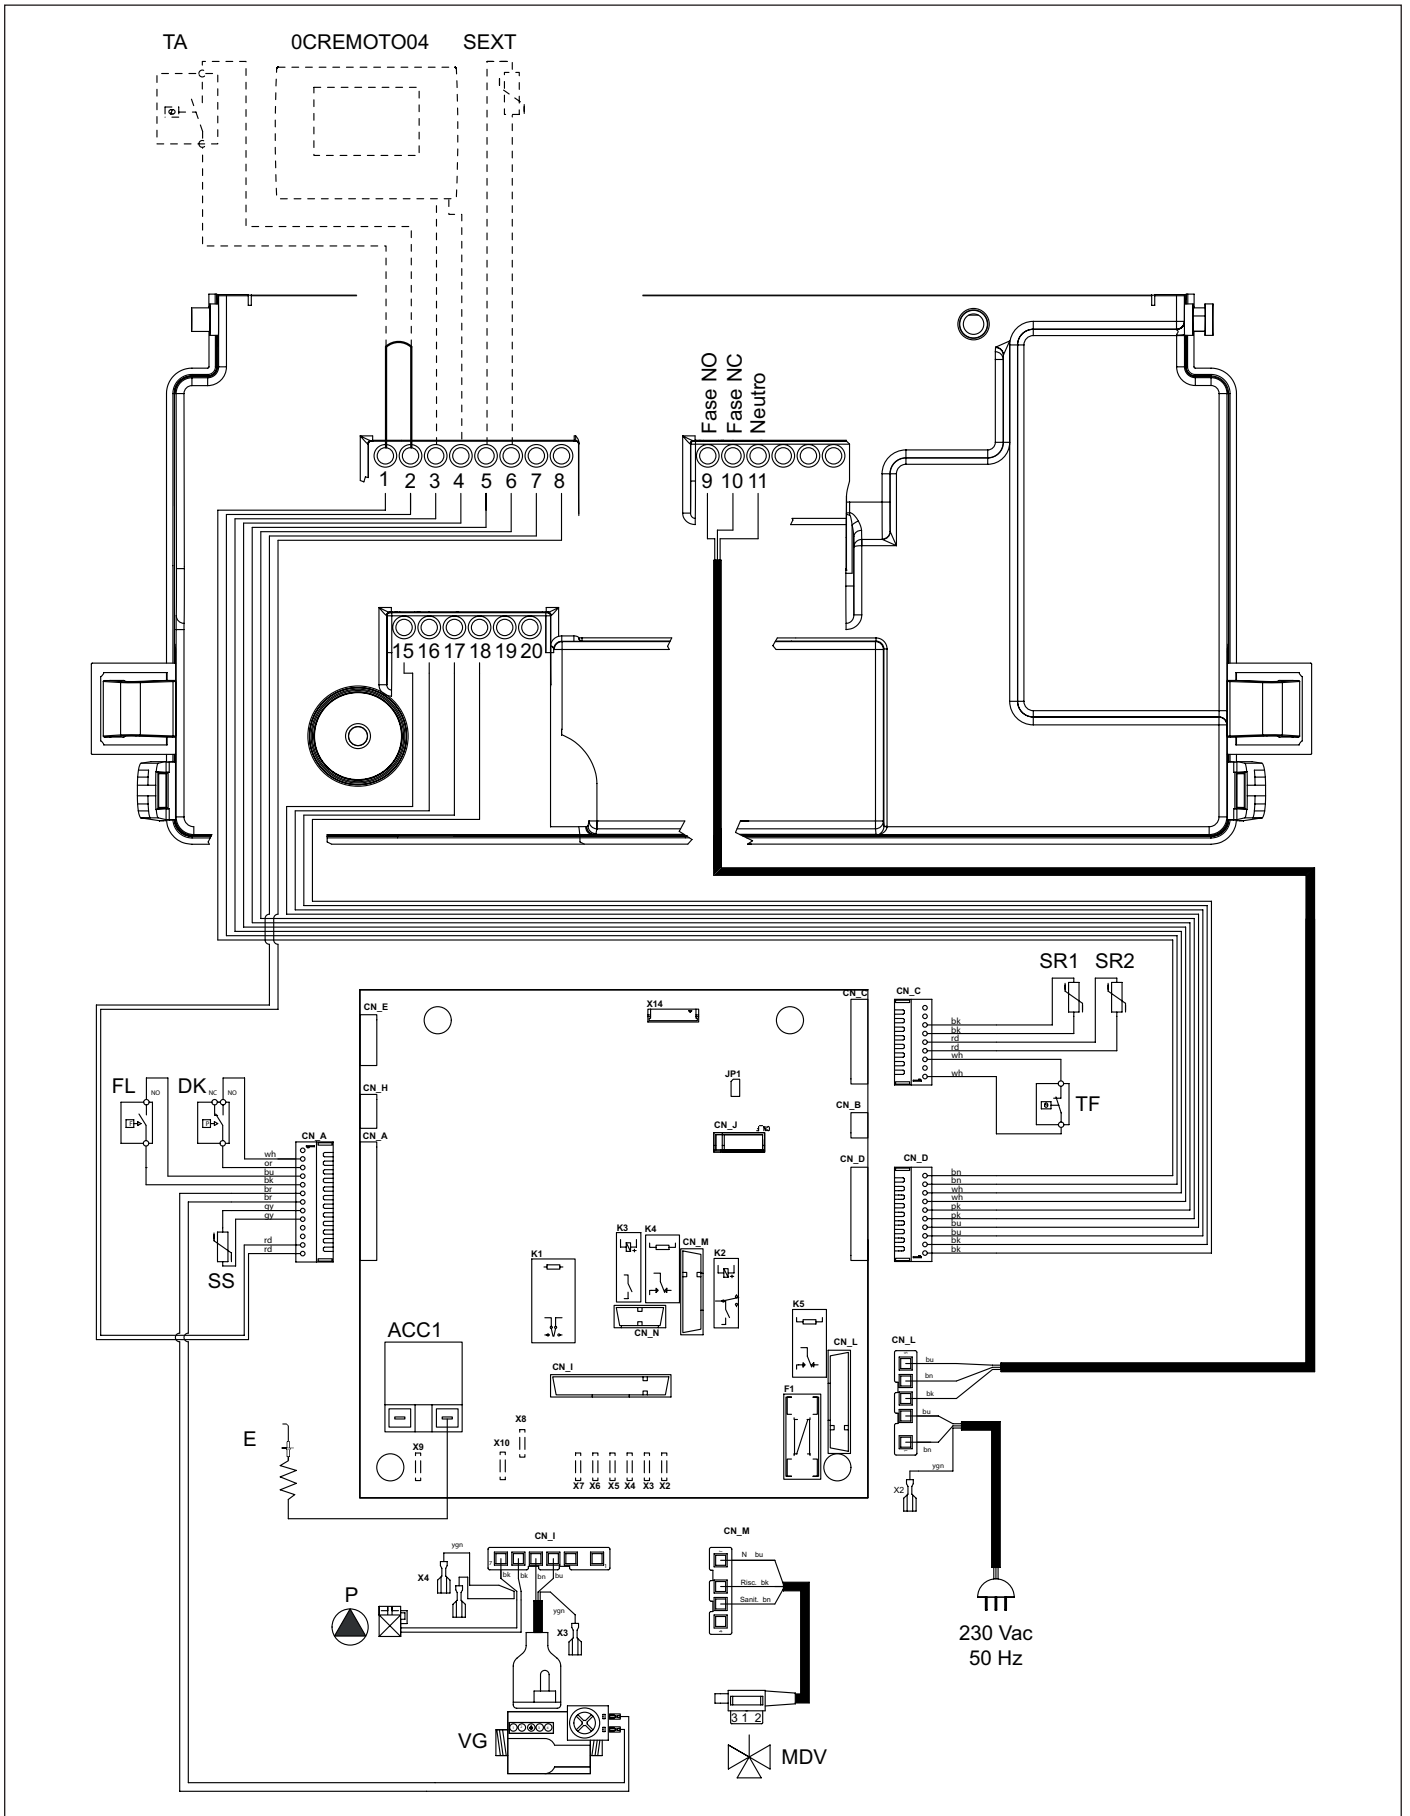 TA 0CREMOTO04 SEXT
Fase NO
Fase NC
Neutro
1 2 3 4 5 6 7 8
9 10 11
15 16 17 18 19 20
SR1 SR2
CN_E
X14
CN_C
CN_C
bk
bk
rd
rd
wh
wh
TF
JP1
CN_H
CN_B
CN_J
FL NO DK NC NO
CN_A
CN_A
wh
or
bu
bk
br
br
gy
gy
rd
rd
SS
CN_D
CN_D
bn
bn
wh
wh
pk
pk
bu
bu
bk
bk
K3 K4 CN_M K2
K1
CN_N
K5
CN_L
CN_L
bu
bn
bk
bu
bn
ygn
X2
ACC1
CN_I
F1
E
X8
X9
X10
X7 X6 X5 X4 X3 X2
CN_I
ygn
X4
bk bk bn bu
ygn
X3
P
VG
CN_M
N bu
Risc. bk
Sanit. bn
3 1 2
MDV
230 Vac
50 Hz